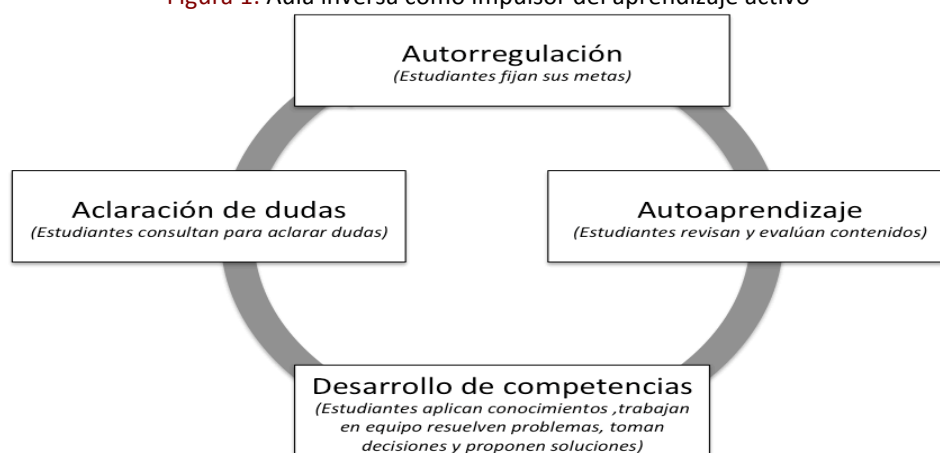 Figura 1. Aula inversa como impulsor del aprendizaje activo
Autorregulación
(Estudiantes fijan sus metas)
Aclaración de dudas
(Estudiantes consultan para aclarar dudas)
Autoaprendizaje
(Estudiantes revisan y evalúan contenidos)
Desarrollo de competencias
(Estudiantes aplican conocimientos ,trabajan
en equipo resuelven problemas, toman
decisiones y proponen soluciones)